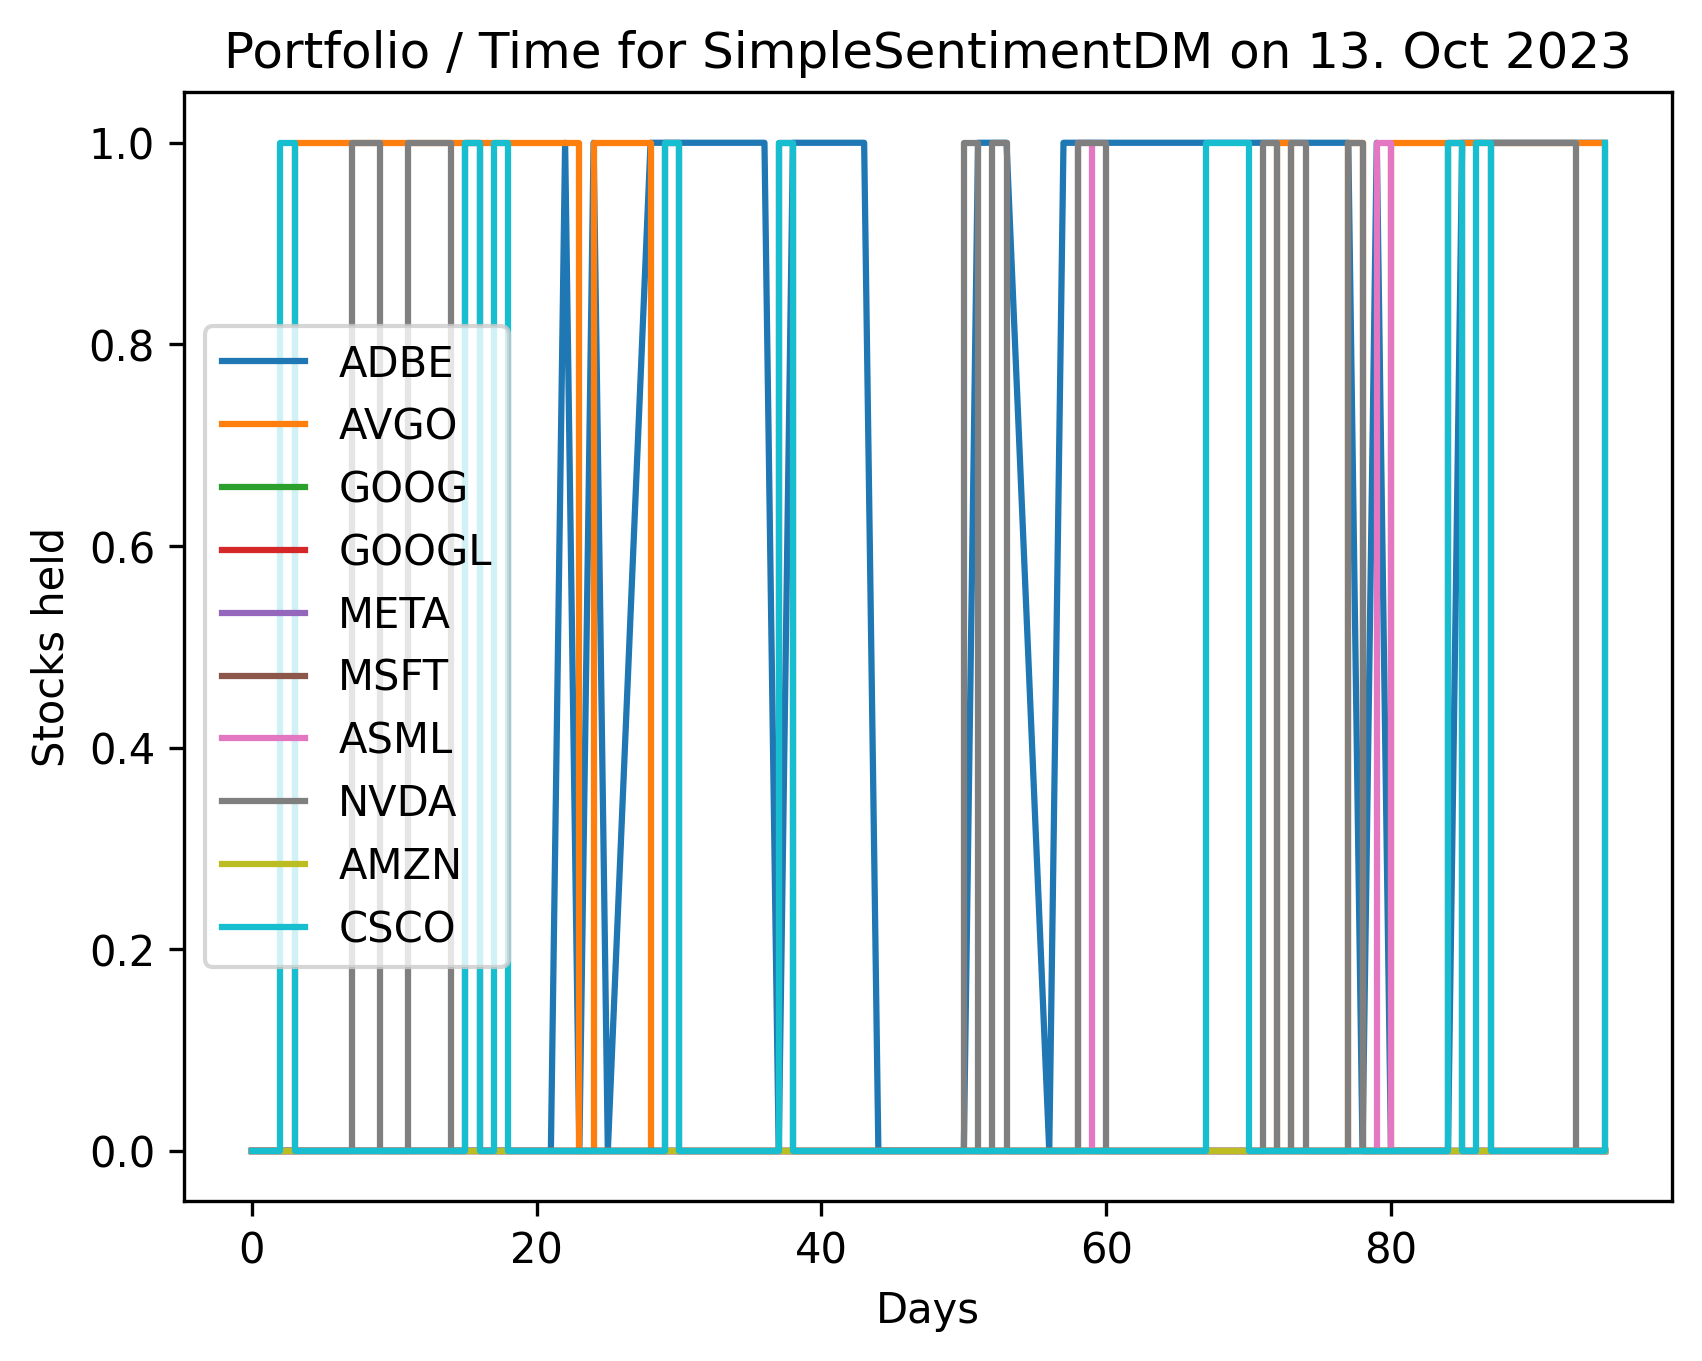 Portfolio / Time for SimpleSentimentDM on 13. Oct 2023
1.0
0.8
0.6
0.4
0.2
0.0
Stocks held
ADBE
AVGO
GOOG
GOOGL
META
MSFT
ASML
NVDA
AMZN
CSCO
0 20 40 60 80
Days